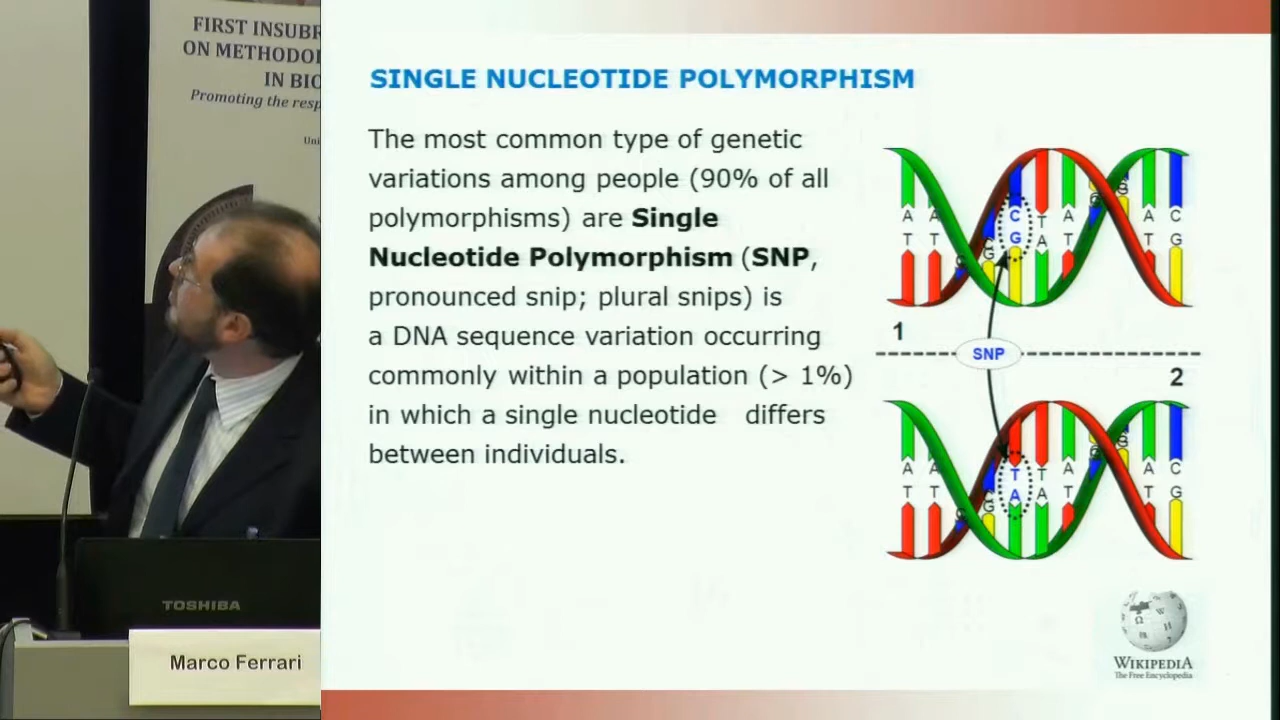 FIRST INSUBR
ON METHODOL
IN BIO
Promoting the resp
Uni
TOSHIBA
Marco Ferrari
SINGLE NUCLEOTIDE POLYMORPHISM
The most common type of genetic
variations among people (90% of all
polymorphisms) are Single
Nucleotide Polymorphism (SNP,
pronounced snip; plural snips) is
a DNA sequence variation occurring
commonly within a population (> 1%)
in which a single nucleotide differs
between individuals.
A A C T A A C
T T G G A T T G
1
SNP
2
A A T T A A C
T T G A A T T G
WIKIPEDIA
The Free Encyclopedia